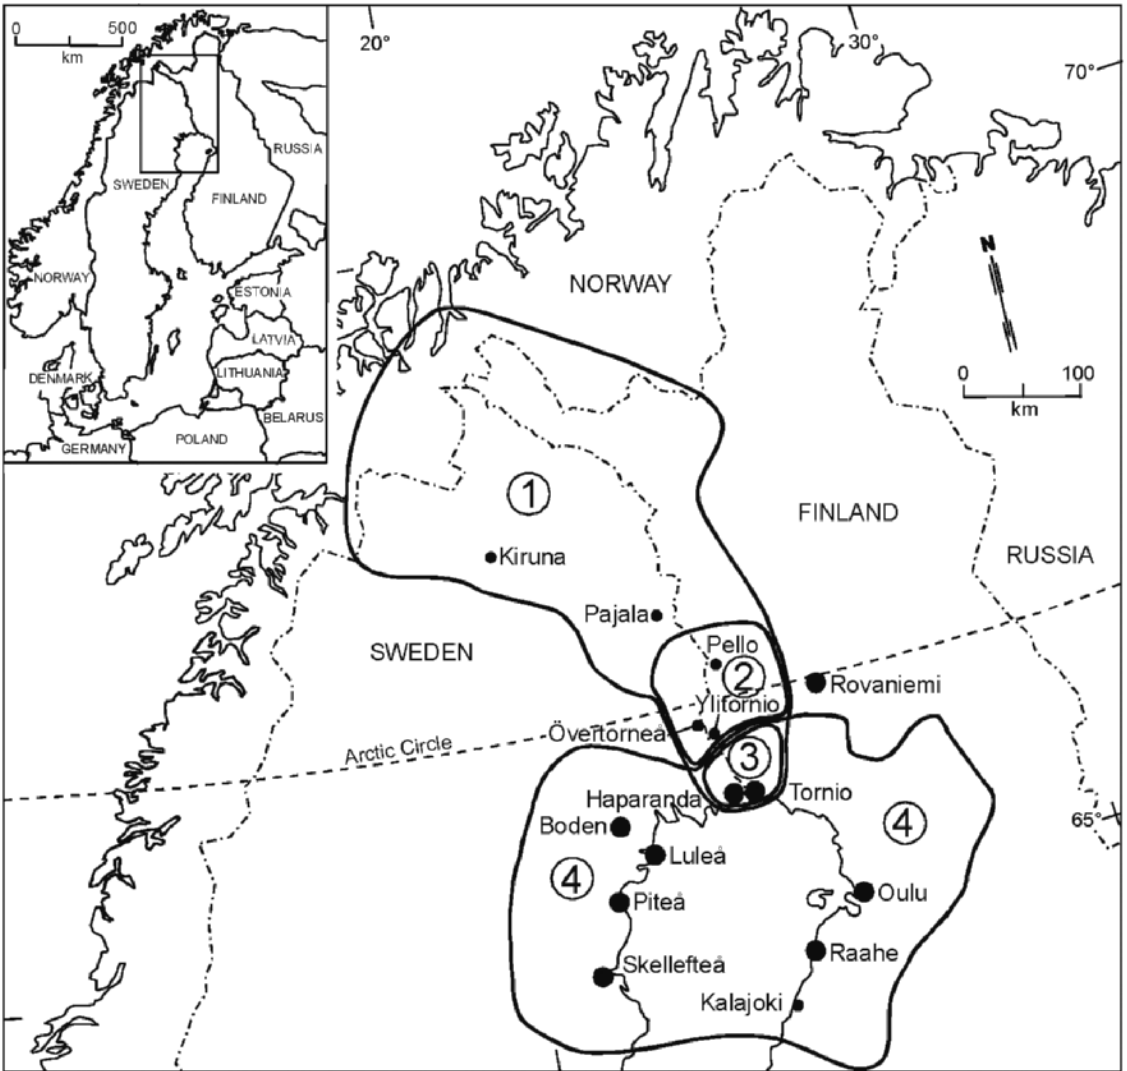 0 500
km
SWEDEN
FINLAND
RUSSIA
NORWAY
ESTONIA
LATVIA
LITHUANIA
DENMARK
BELARUS
GERMANY
POLAND
20°
30°
70°
NORWAY
N
0 100
km
1
FINLAND
Kiruna
RUSSIA
Pajala
SWEDEN
Pello
2
Rovaniemi
Ylitornio
Övertorneå
Arctic Circle
3
Haparanda
Tornio
65°
Boden
4
Luleå
4
Piteå
Oulu
Raahe
Skellefteå
Kalajoki